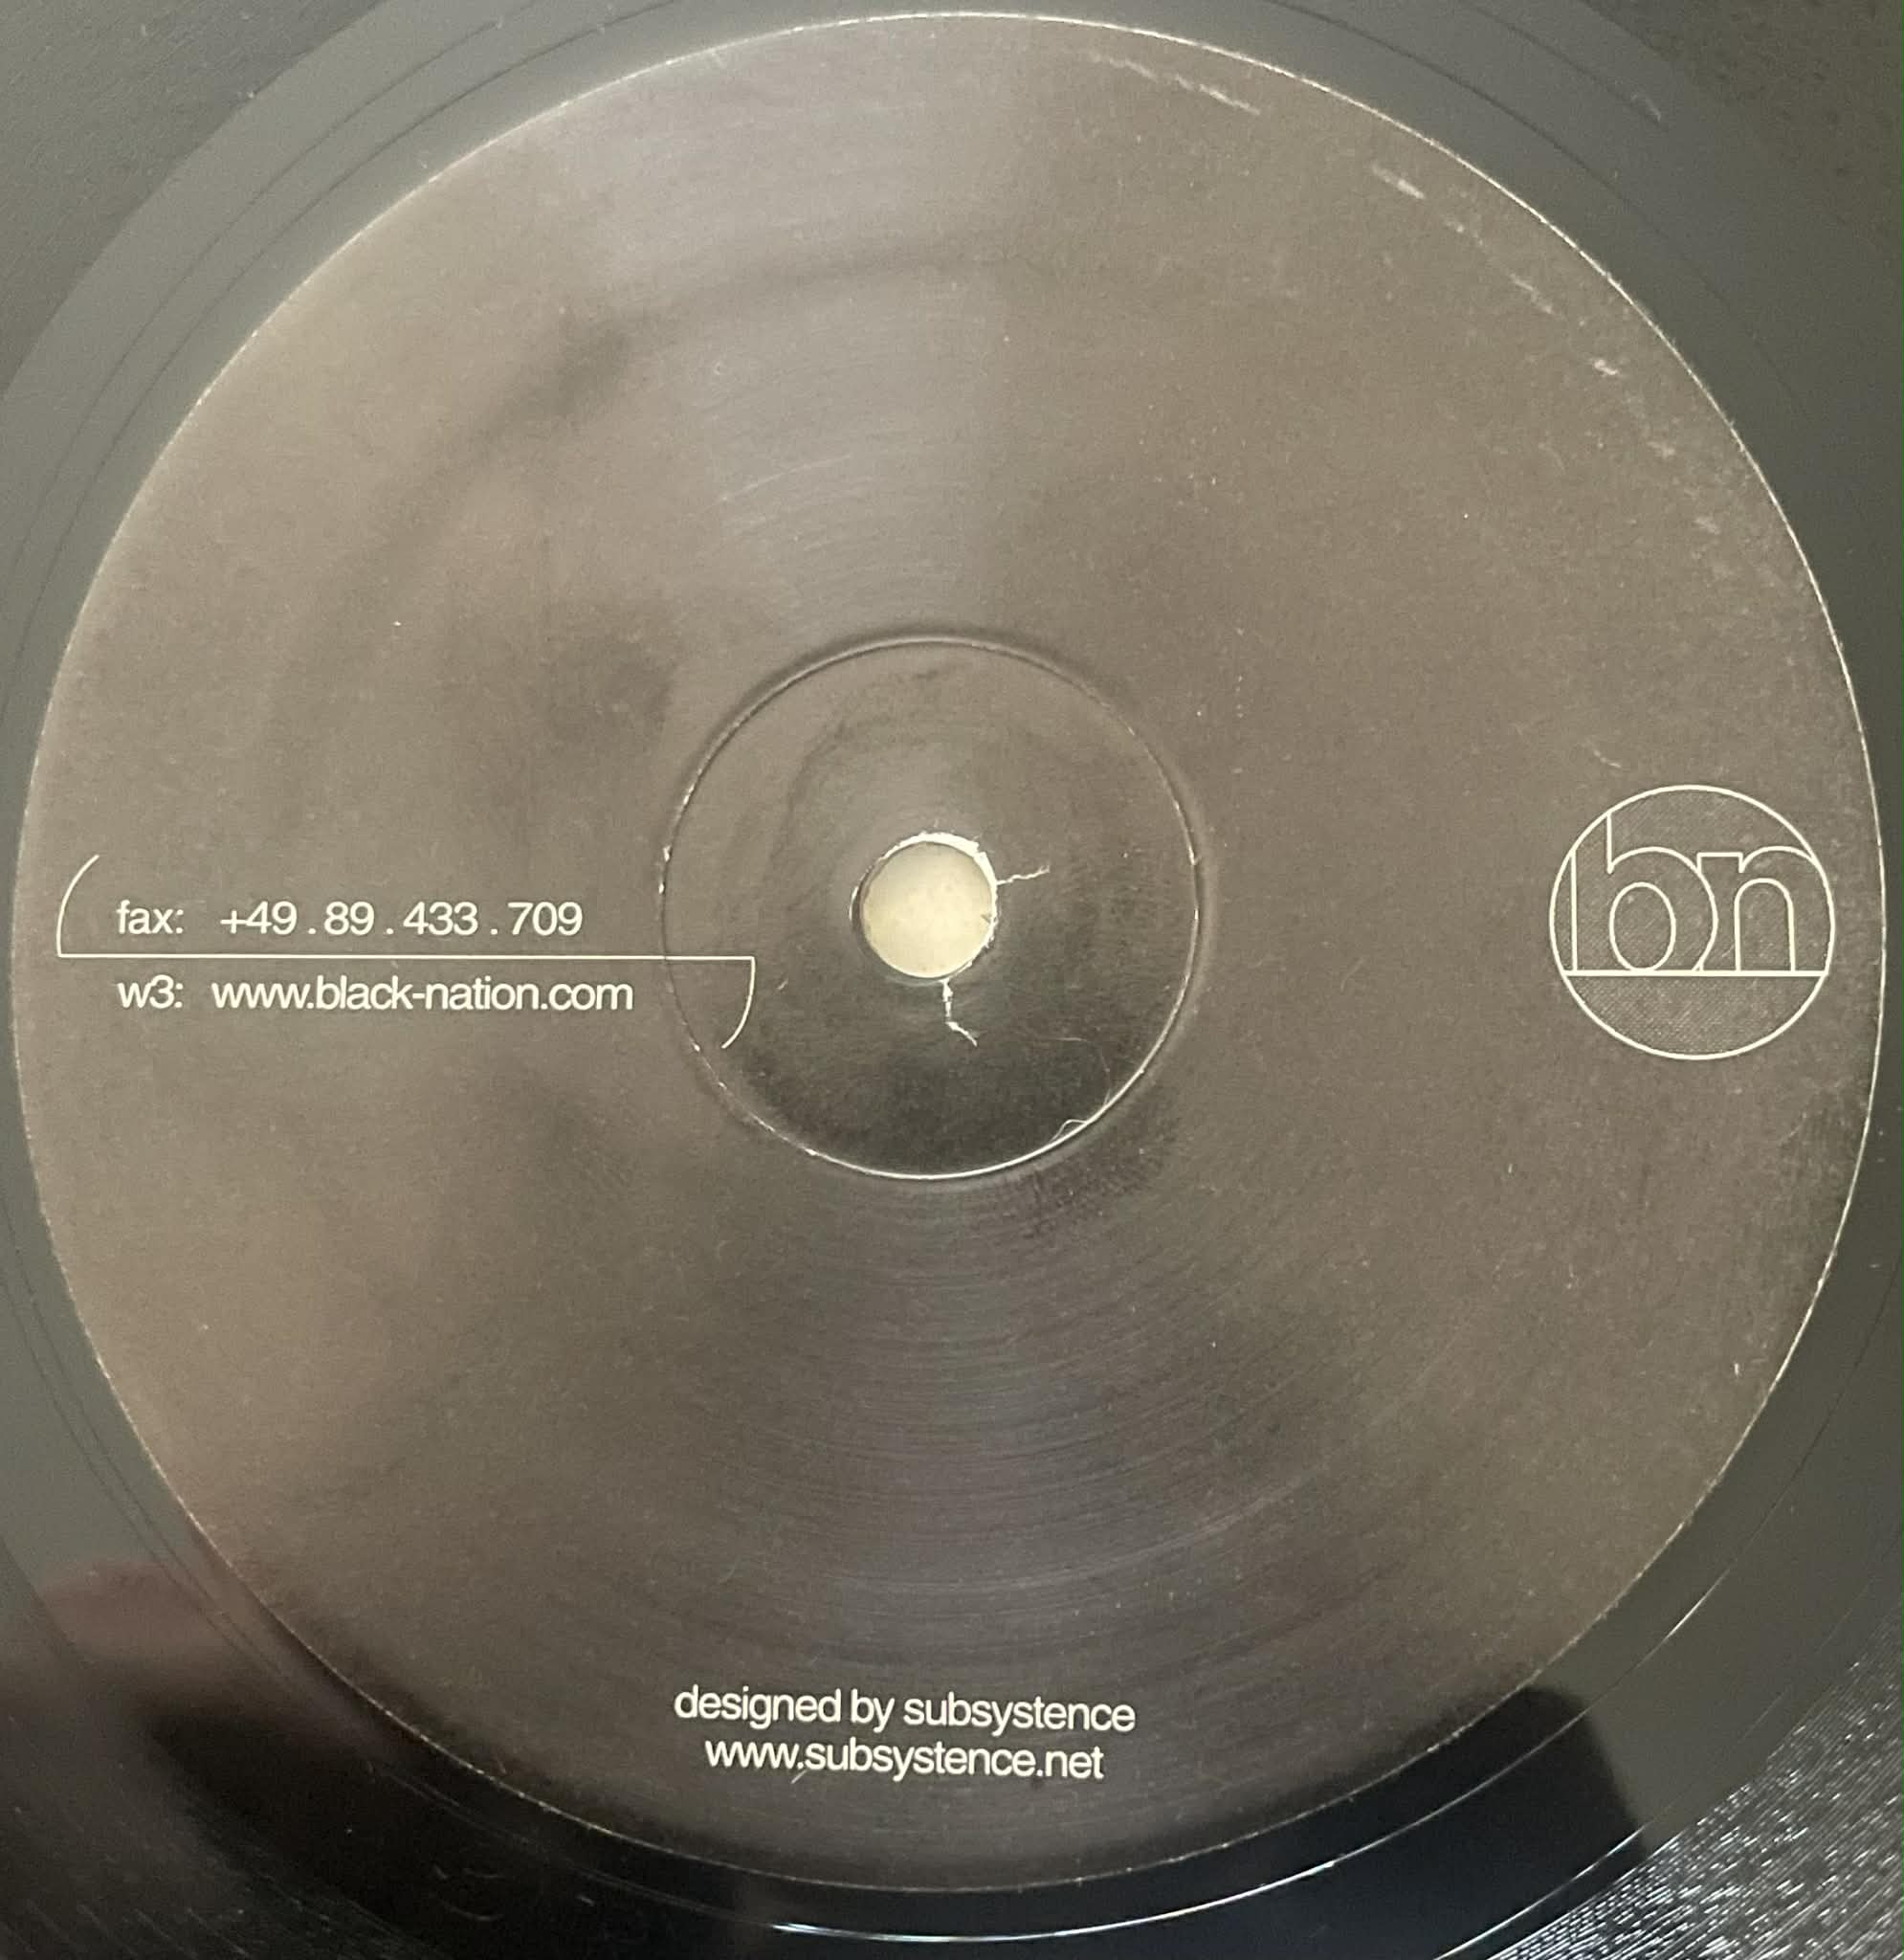 fax: +49 . 89 . 433 . 709
w3: www.black-nation.com
bn
designed by subsystence
www.subsystence.net